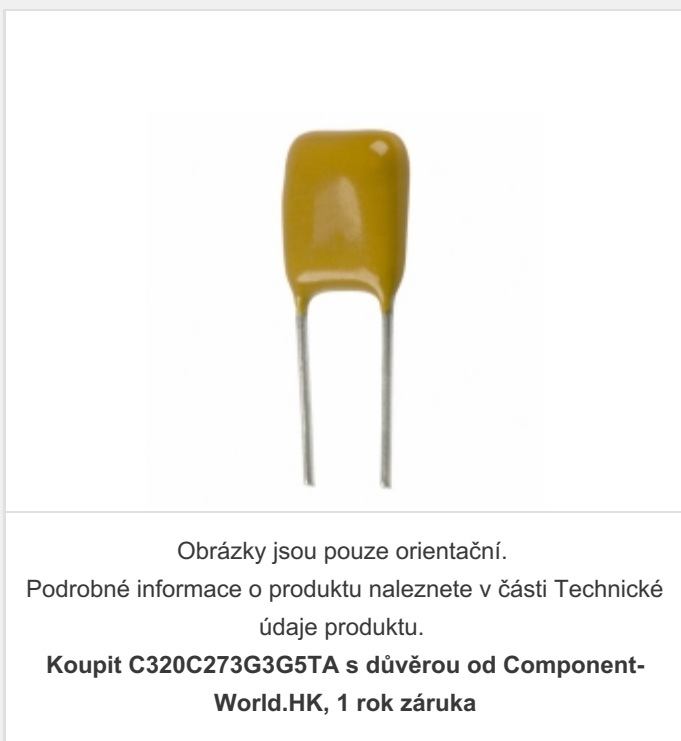 Obrázky jsou pouze orientační.
Podrobné informace o produktu naleznete v části Technické
údaje produktu.
Koupit C320C273G3G5TA s důvěrou od Component-
World.HK, 1 rok záruka